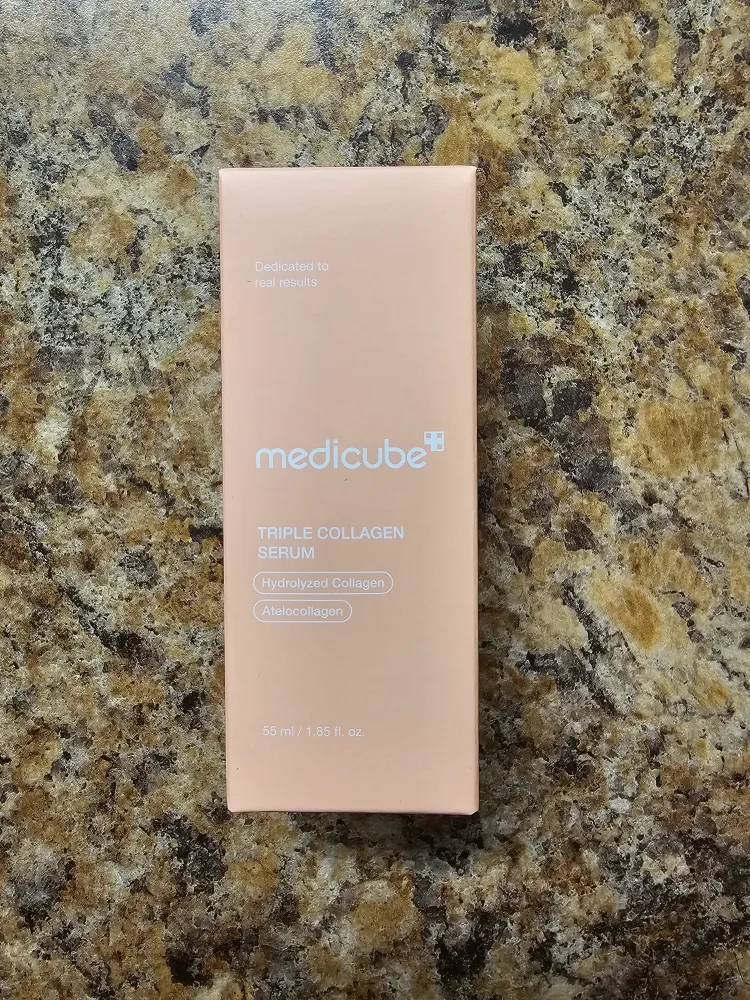 Dedicated to
real results
medicube
TRIPLE COLLAGEN
SERUM
Hydrolyzed Collagen
Atelocollagen
55 ml / 1.85 fl. oz.